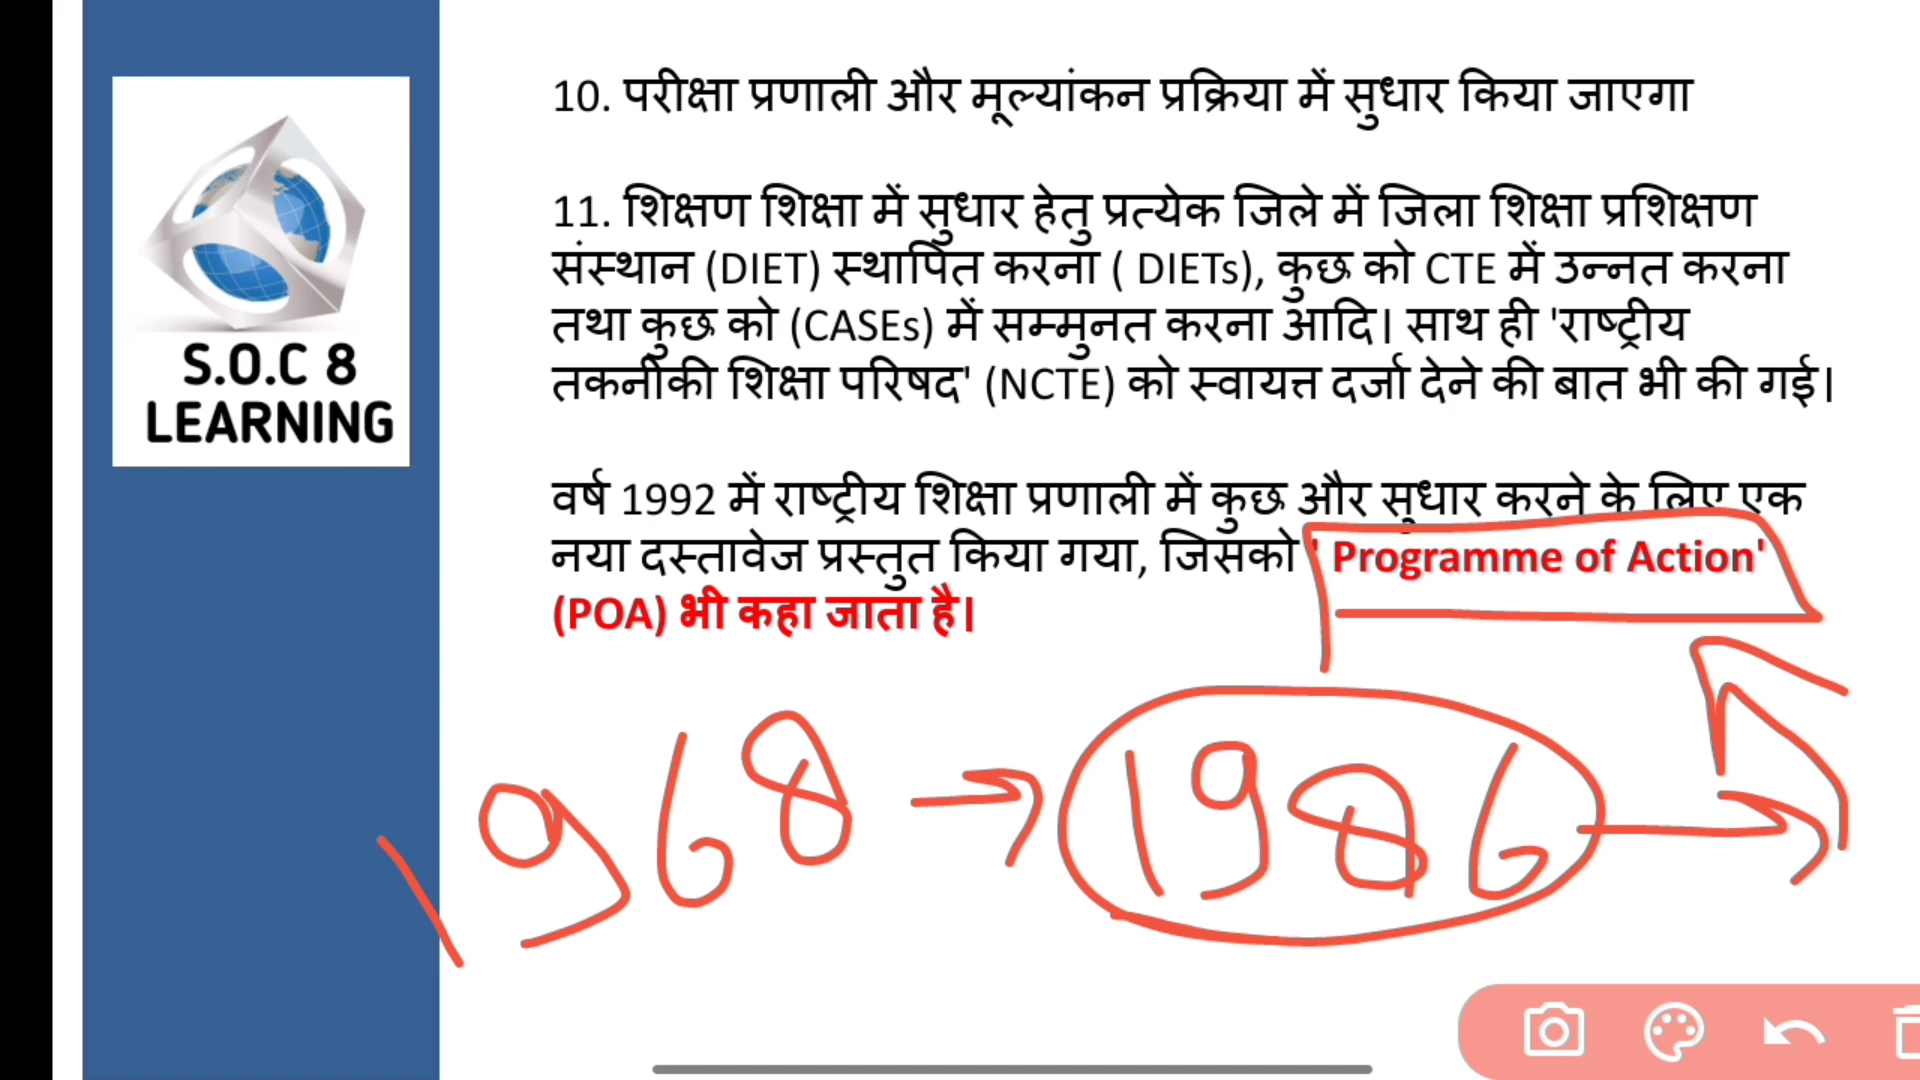 S.O.C 8
LEARNING
10. परीक्षा प्रणाली और मूल्यांकन प्रक्रिया में सुधार किया जाएगा
11. शिक्षण शिक्षा में सुधार हेतु प्रत्येक जिले में जिला शिक्षा प्रशिक्षण
संस्थान (DIET) स्थापित करना ( DIETs), कुछ को CTE में उन्नत करना
तथा कुछ को (CASEs) में सम्मुनत करना आदि। साथ ही 'राष्ट्रीय
तकनीकी शिक्षा परिषद' (NCTE) को स्वायत्त दर्जा देने की बात भी की गई।
वर्ष 1992 में राष्ट्रीय शिक्षा प्रणाली में कुछ और सुधार करने के लिए एक
नया दस्तावेज प्रस्तुत किया गया, जिसको ' Programme of Action'
(POA) भी कहा जाता है।
1968 → 1986 →